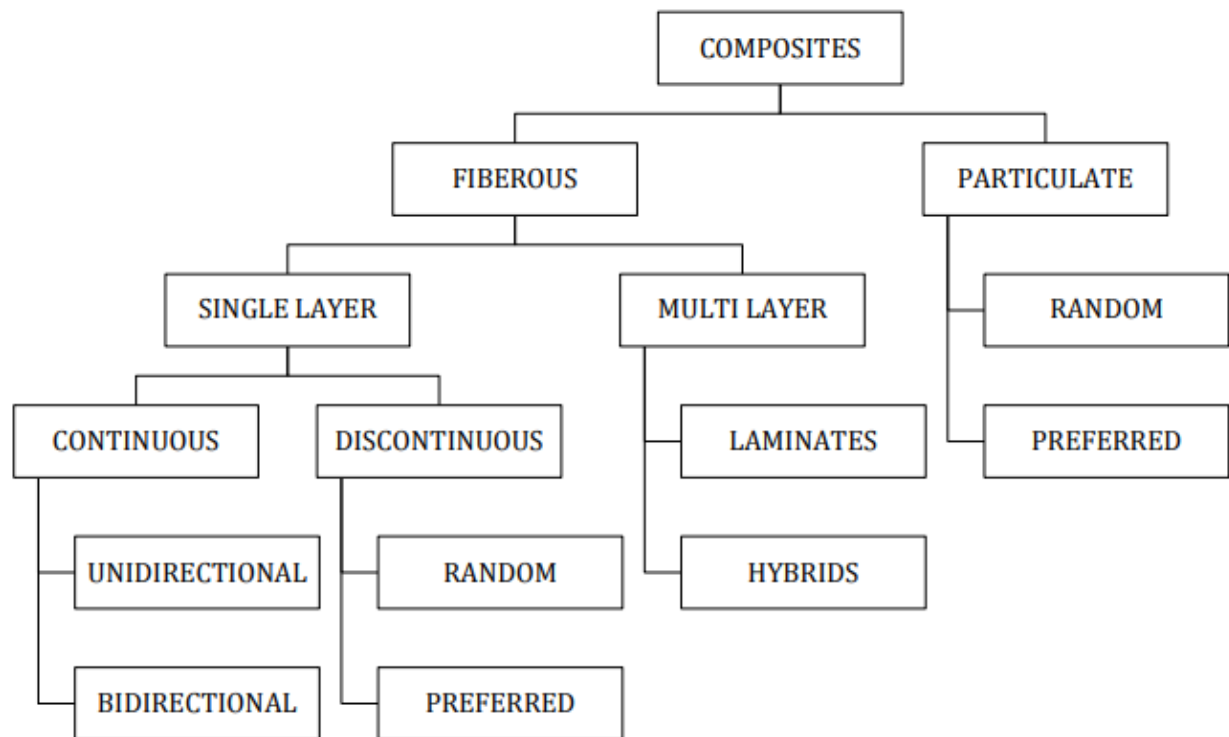 COMPOSITES
FIBEROUS
PARTICULATE
SINGLE LAYER
MULTI LAYER
RANDOM
CONTINUOUS
DISCONTINUOUS
LAMINATES
PREFERRED
UNIDIRECTIONAL
RANDOM
HYBRIDS
BIDIRECTIONAL
PREFERRED